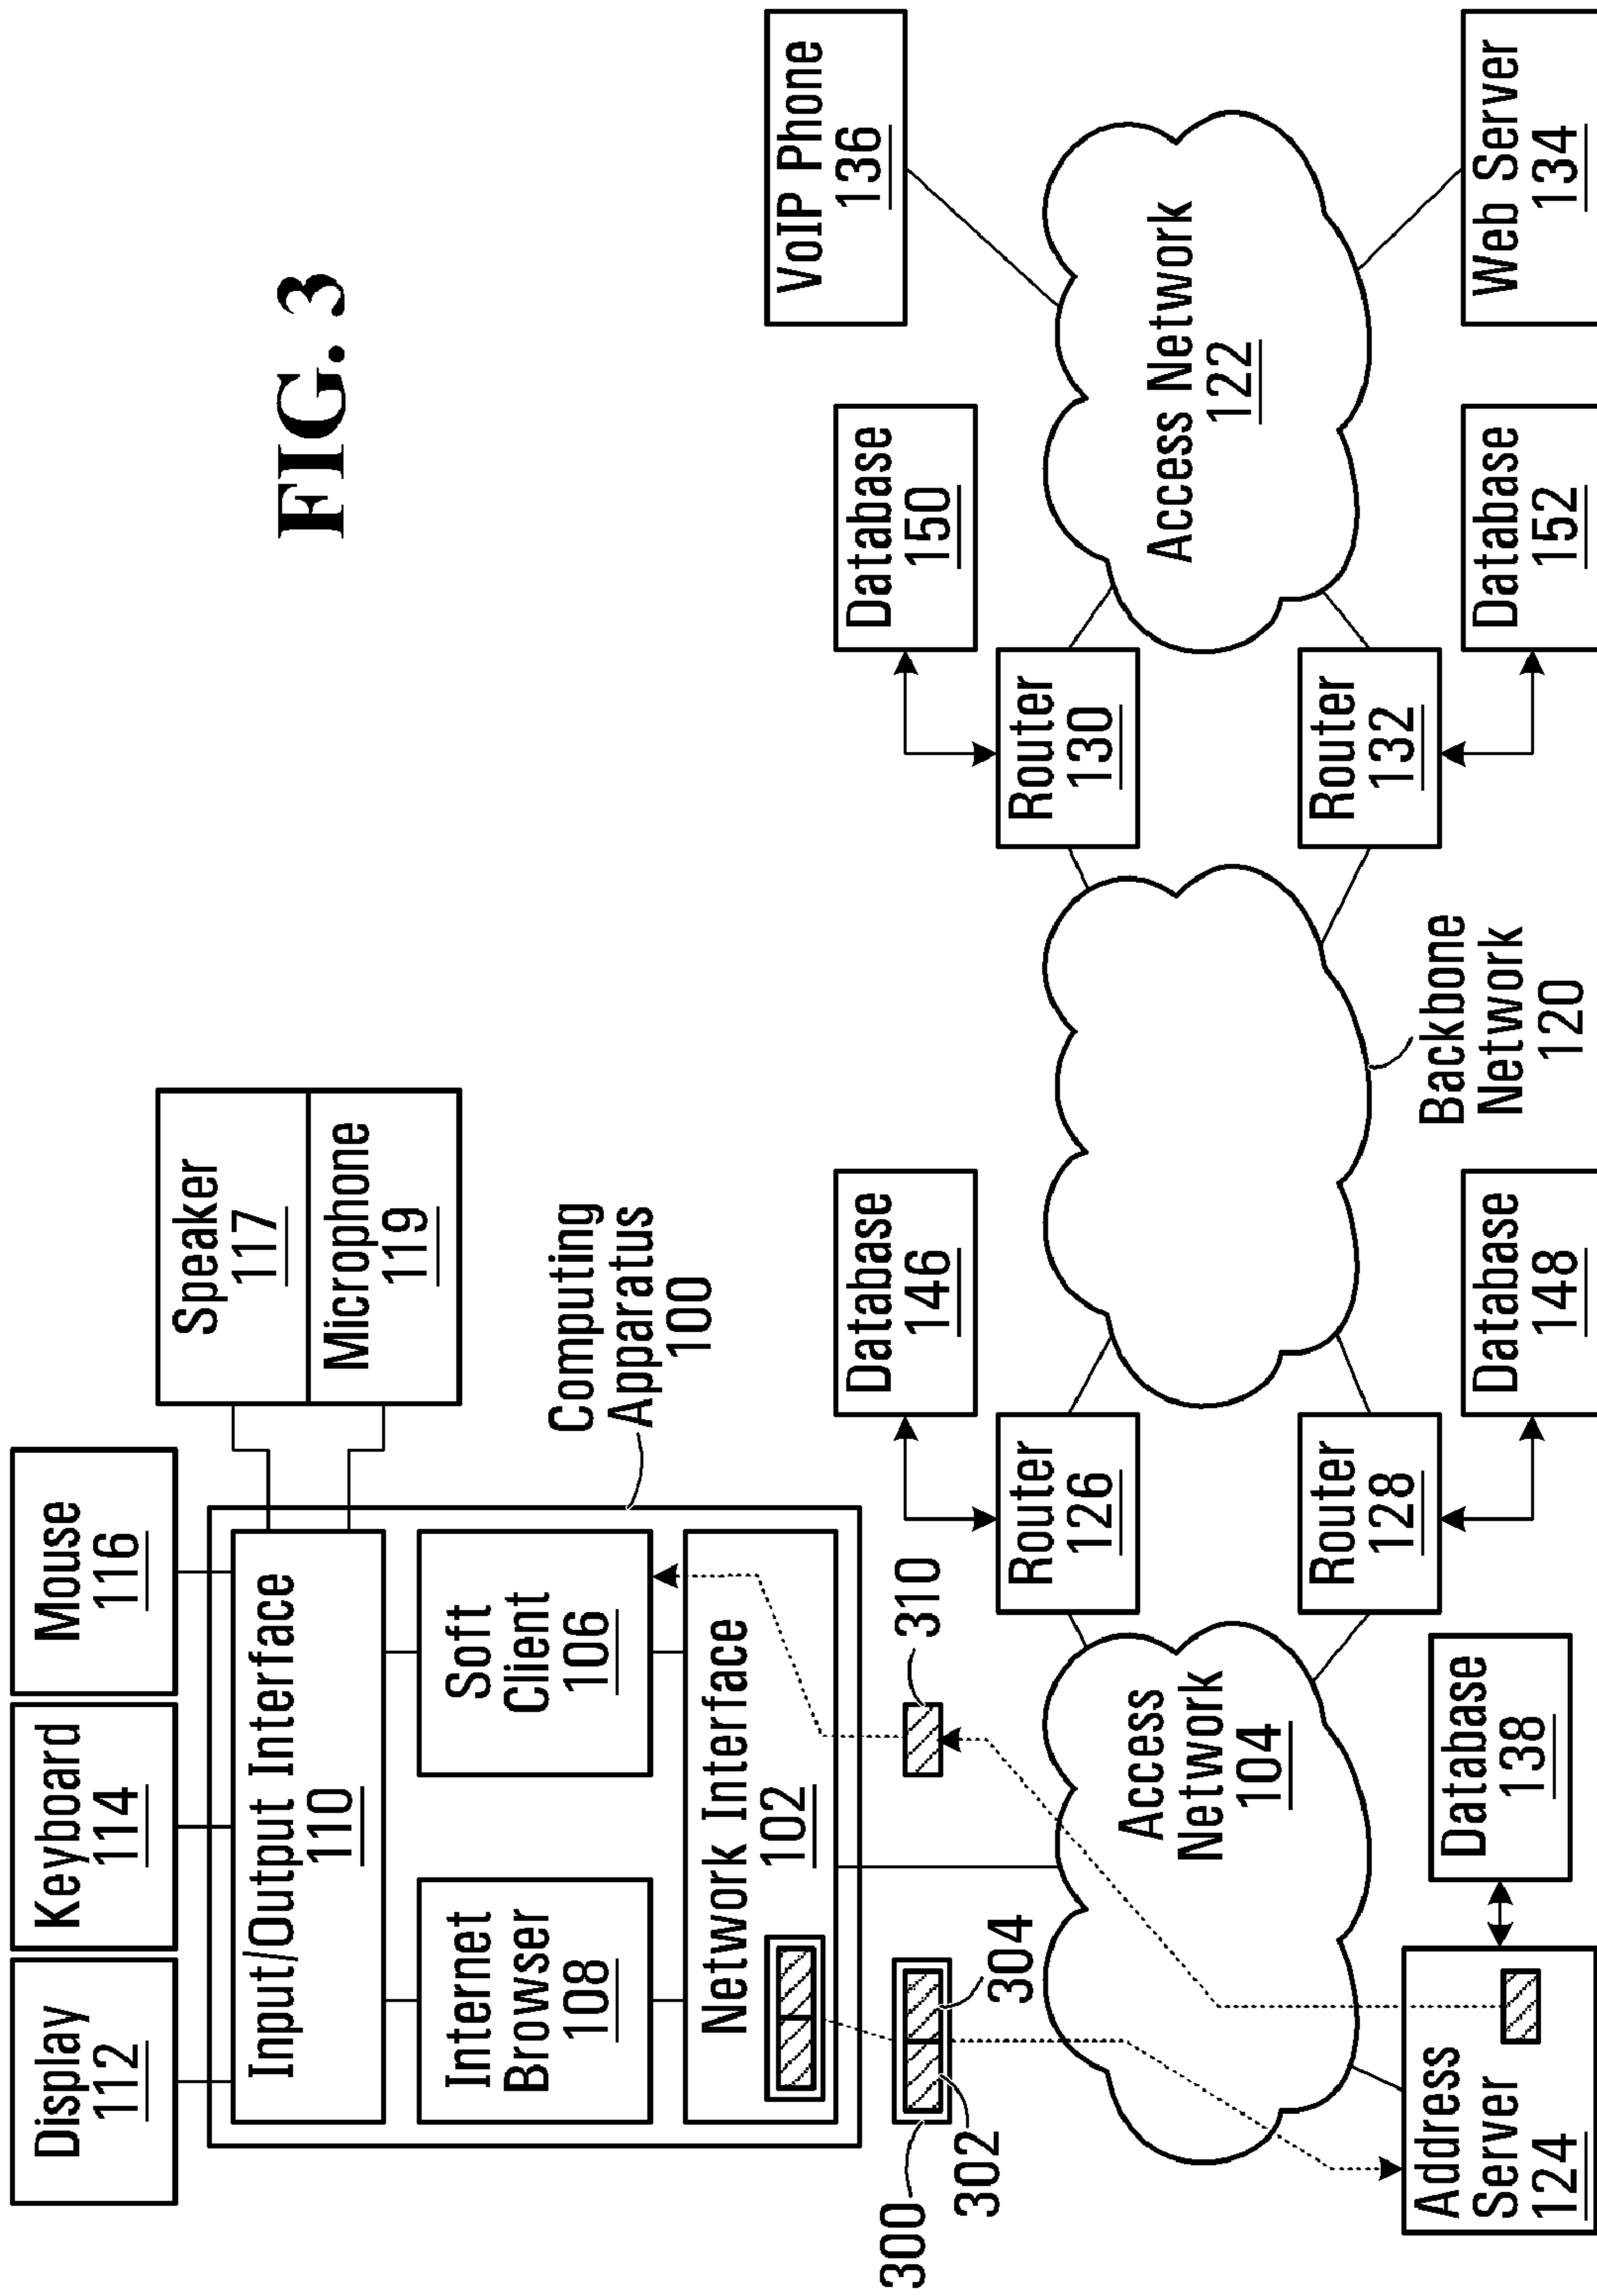 FIG. 3
Display
112
Keyboard
114
Mouse
116
Speaker
117
Microphone
119
Input/Output Interface
110
Internet
Browser
108
Soft
Client
106
Network Interface
102
Computing
Apparatus
100
300
302
304
310
Access
Network
104
Address
Server
124
Database
138
Router
126
Database
146
Router
128
Database
148
Backbone
Network
120
Router
130
Database
150
Router
132
Database
152
Access Network
122
VoIP Phone
136
Web Server
134